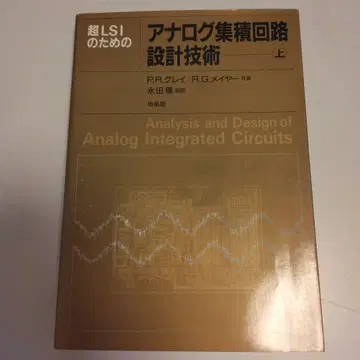 超LSI
のための
アナログ集積回路
設計技術 上
P.R.グレイ/R.G.メイヤー 共著
永田 穰 監訳
培風館
Analysis and Design of
Analog Integrated Circuits